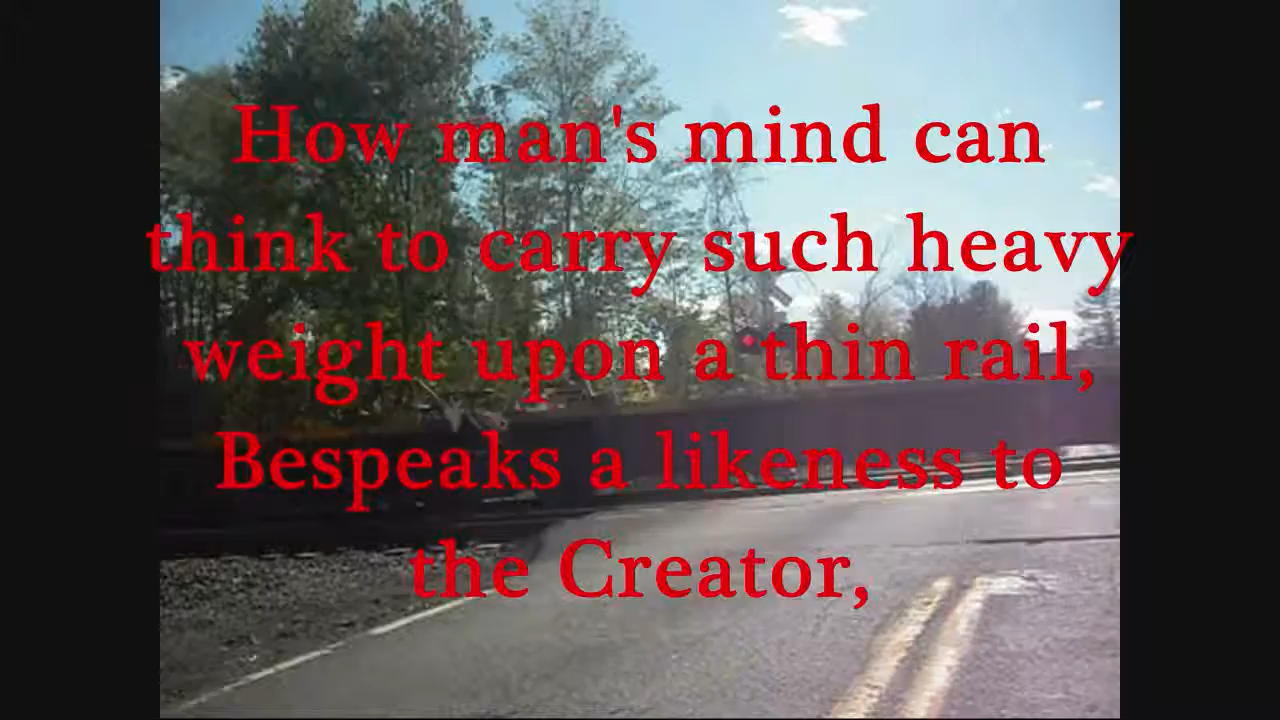 How man's mind can
think to carry such heavy
weight upon a thin rail,
Bespeaks a likeness to
the Creator,